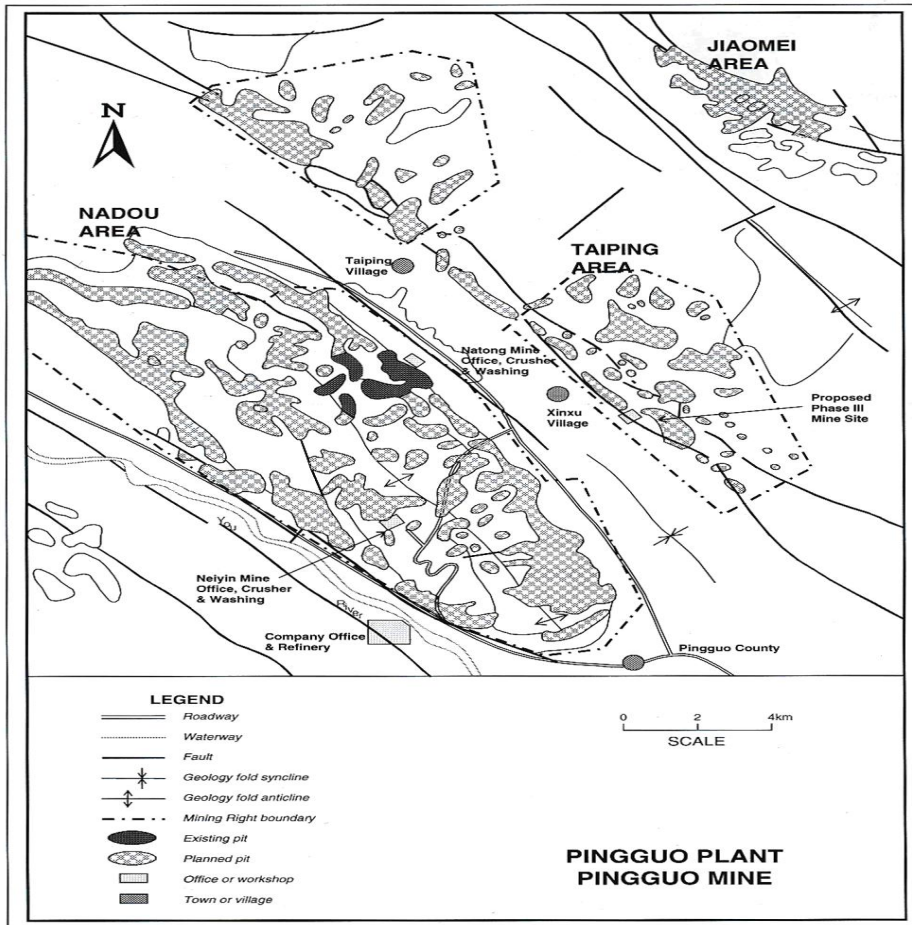 JIAOMEI
AREA
N
NADOU
AREA
Taiping
Village
TAIPING
AREA
Natong Mine
Office, Crusher
& Washing
Xinxu
Village
Proposed
Phase III
Mine Site
You
River
Neiyin Mine
Office, Crusher
& Washing
Company Office
& Refinery
Pingguo County
LEGEND
Roadway
Waterway
Fault
Geology fold syncline
Geology fold anticline
Mining Right boundary
Existing pit
Planned pit
Office or workshop
Town or village
0 2 4km
SCALE
PINGGUO PLANT
PINGGUO MINE